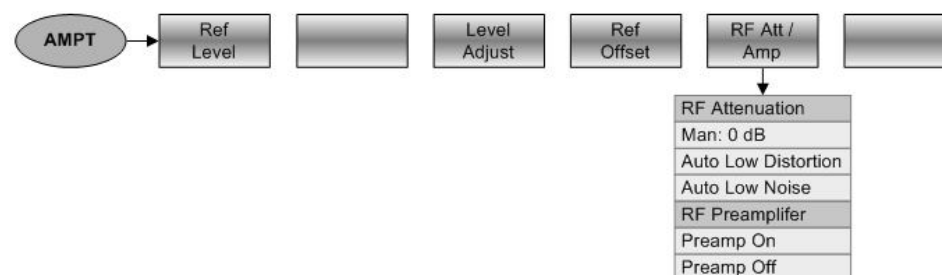 AMPT
Ref
Level
Level
Adjust
Ref
Offset
RF Att /
Amp
RF Attenuation
Man: 0 dB
Auto Low Distortion
Auto Low Noise
RF Preamplifer
Preamp On
Preamp Off